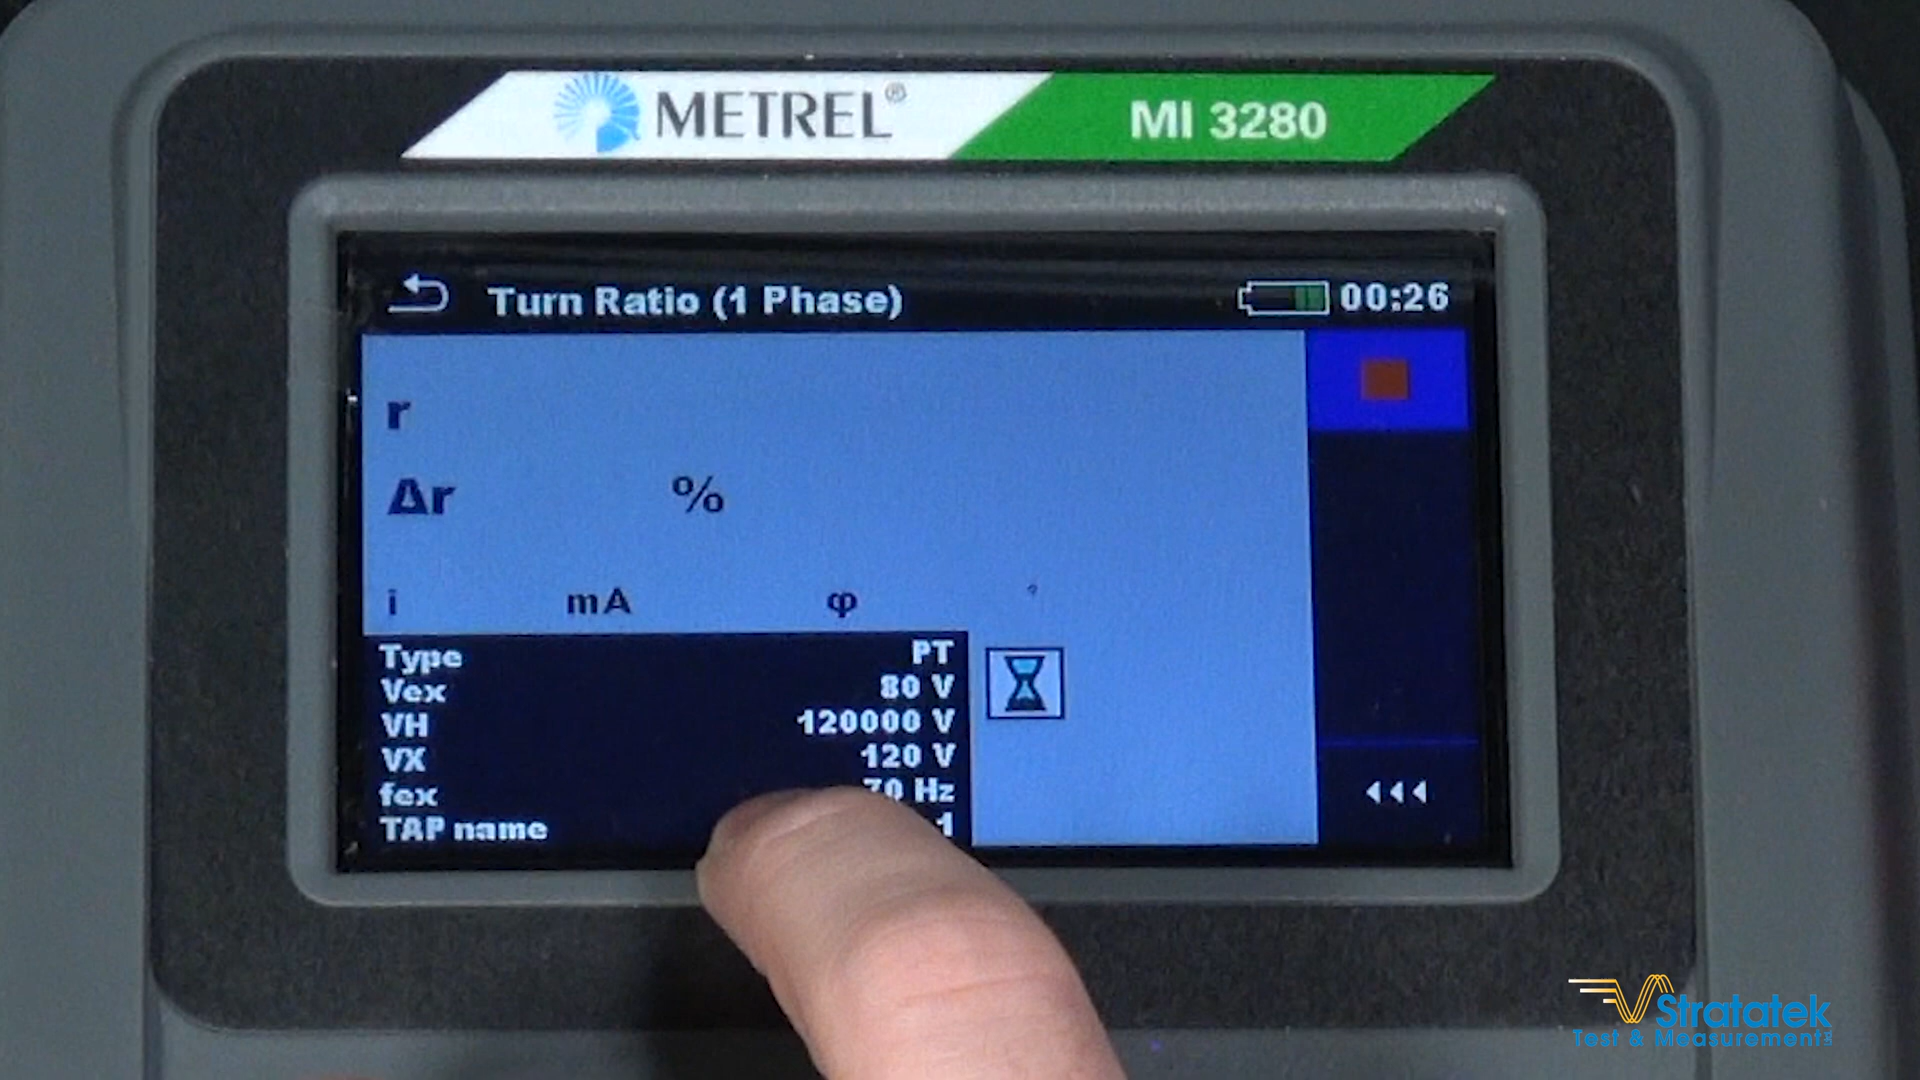 METREL®
MI 3280
Turn Ratio (1 Phase)
00:26
r
Δr %
i mA φ °
Type PT
Vex 80 V
VH 120000 V
VX 120 V
fex 70 Hz
TAP name 1
Stratatek
Test & Measurement